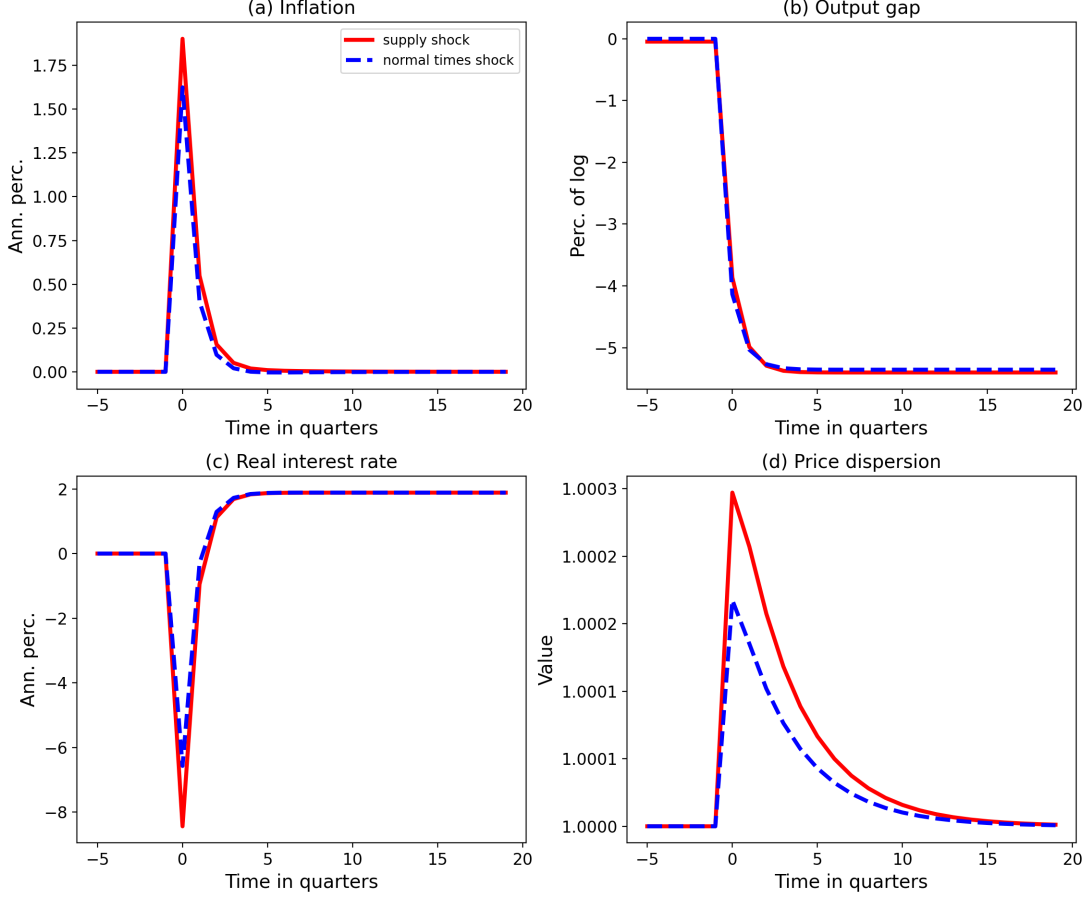 (a) Inflation
Ann. perc.
1.75
1.50
1.25
1.00
0.75
0.50
0.25
0.00
supply shock
normal times shock
−5 0 5 10 15 20
Time in quarters
(b) Output gap
Perc. of log
0
−1
−2
−3
−4
−5
−5 0 5 10 15 20
Time in quarters
(c) Real interest rate
Ann. perc.
2
0
−2
−4
−6
−8
−5 0 5 10 15 20
Time in quarters
(d) Price dispersion
Value
1.0003
1.0002
1.0002
1.0001
1.0001
1.0000
−5 0 5 10 15 20
Time in quarters